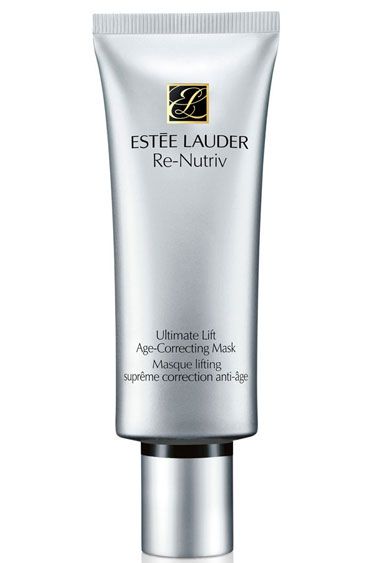 EL
ESTĒE LAUDER
Re-Nutriv
Ultimate Lift
Age-Correcting Mask
Masque lifting
suprême correction anti-âge